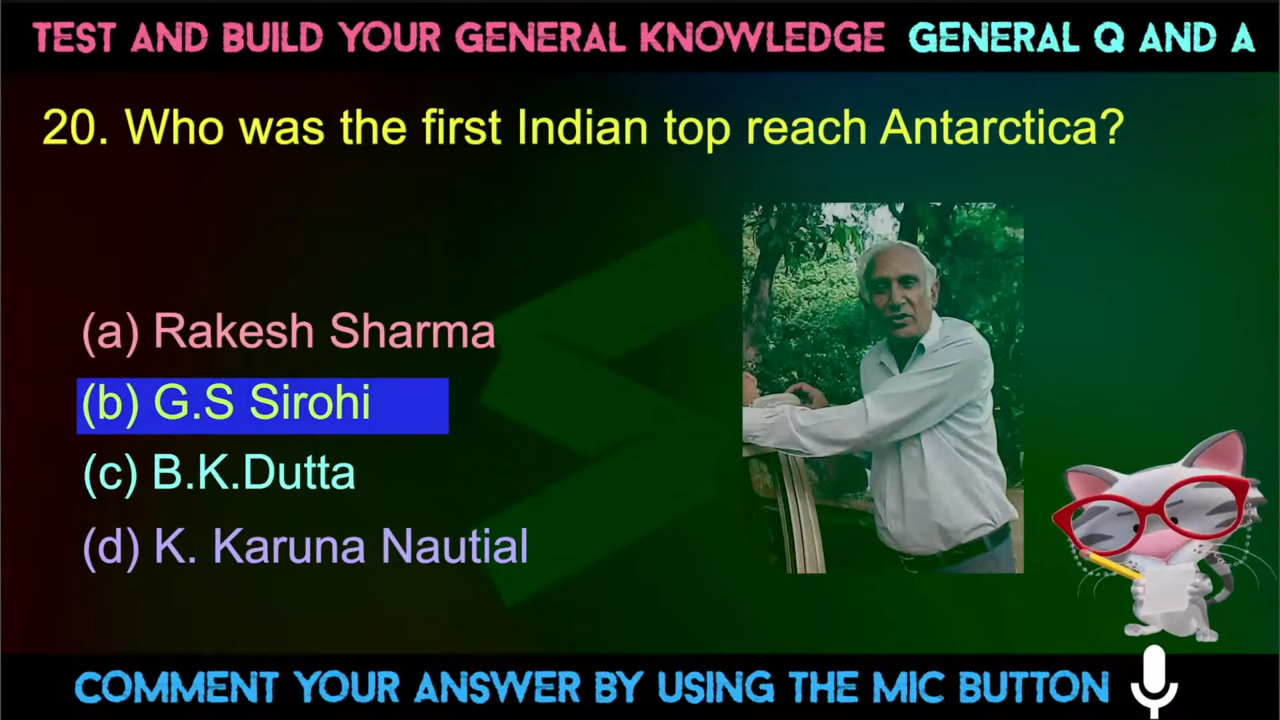 TEST AND BUILD YOUR GENERAL KNOWLEDGE GENERAL Q AND A
20. Who was the first Indian top reach Antarctica?
(a) Rakesh Sharma
(b) G.S Sirohi
(c) B.K.Dutta
(d) K. Karuna Nautial
COMMENT YOUR ANSWER BY USING THE MIC BUTTON